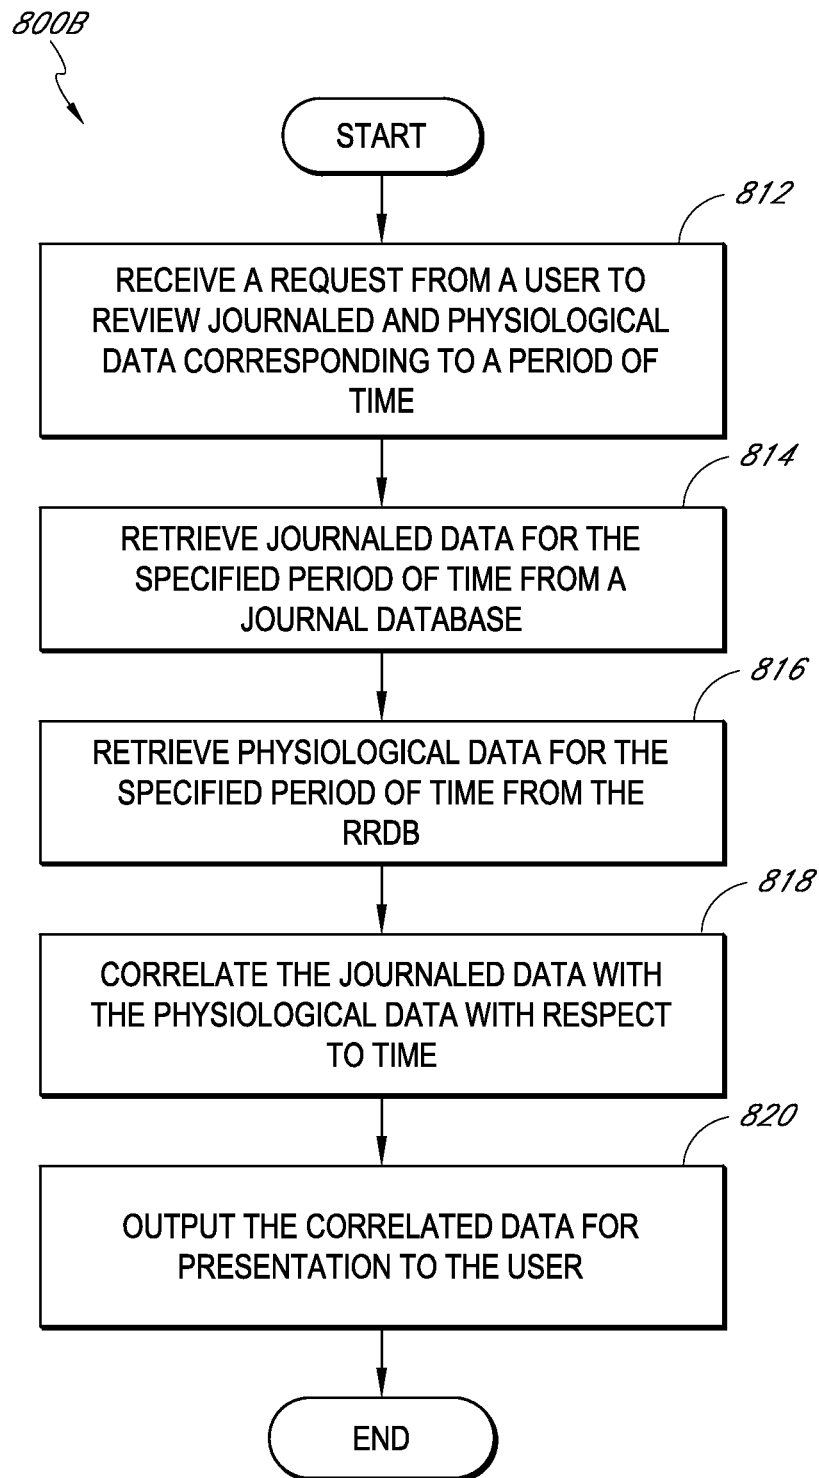 800B
START
812
RECEIVE A REQUEST FROM A USER TO
REVIEW JOURNALED AND PHYSIOLOGICAL
DATA CORRESPONDING TO A PERIOD OF
TIME
814
RETRIEVE JOURNALED DATA FOR THE
SPECIFIED PERIOD OF TIME FROM A
JOURNAL DATABASE
816
RETRIEVE PHYSIOLOGICAL DATA FOR THE
SPECIFIED PERIOD OF TIME FROM THE
RRDB
818
CORRELATE THE JOURNALED DATA WITH
THE PHYSIOLOGICAL DATA WITH RESPECT
TO TIME
820
OUTPUT THE CORRELATED DATA FOR
PRESENTATION TO THE USER
END